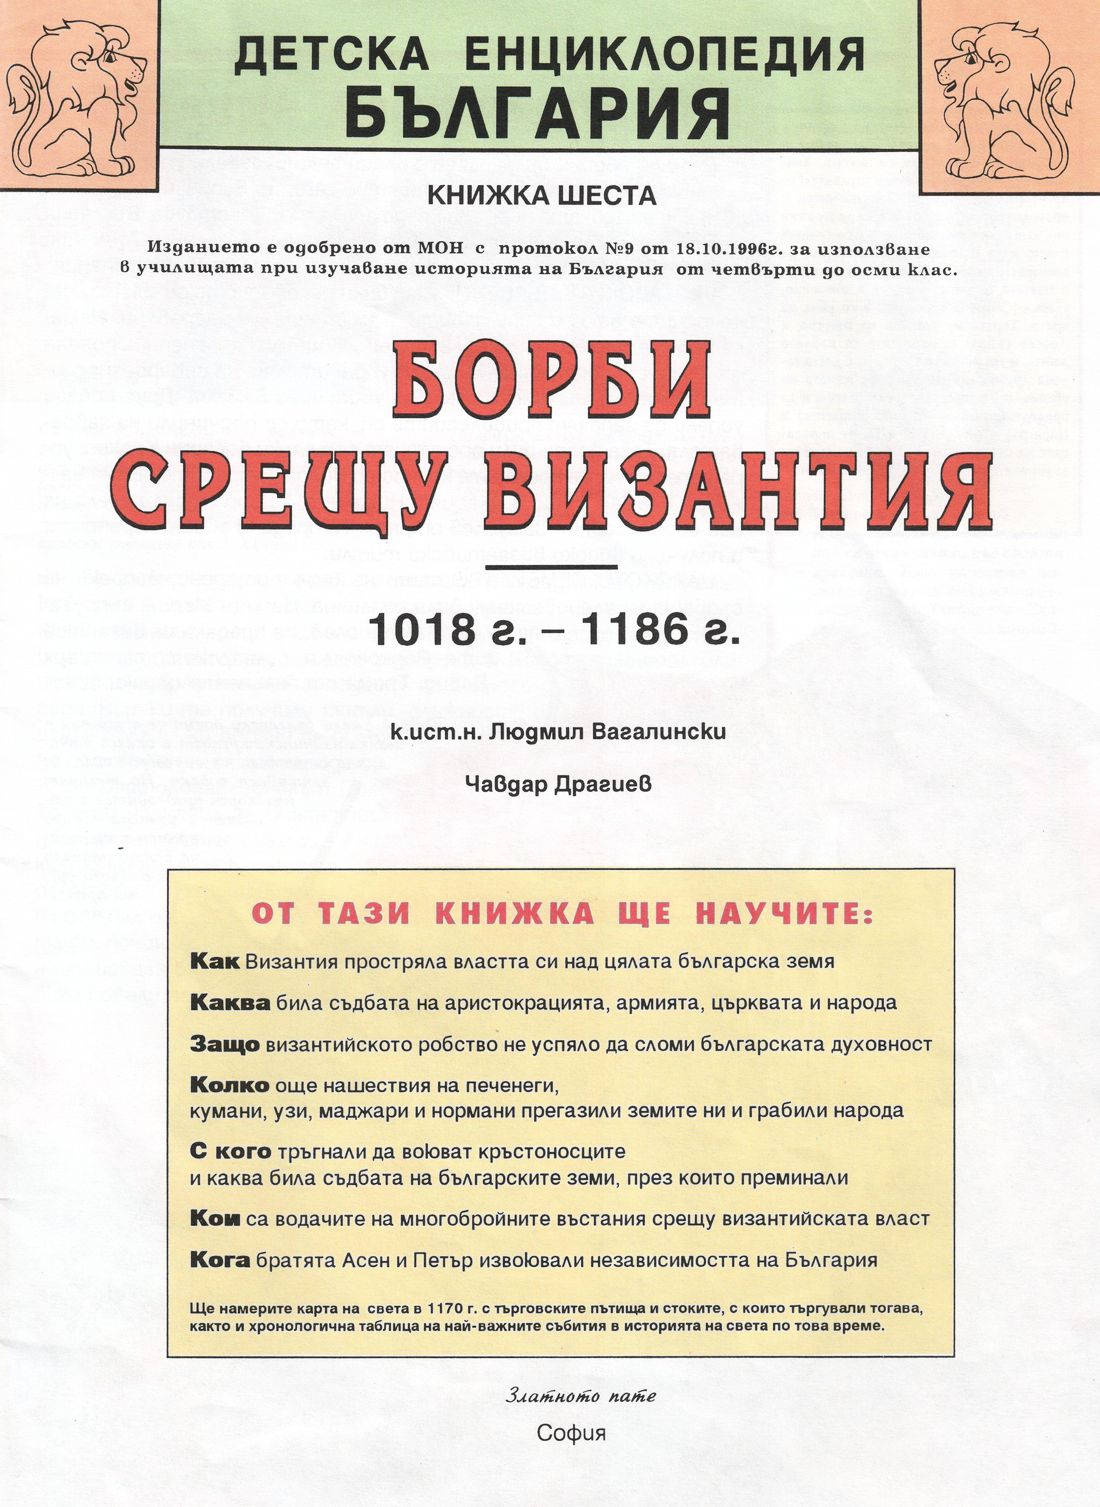 ДЕТСКА ЕНЦИКЛОПЕДИЯ
БЪЛГАРИЯ
КНИЖКА ШЕСТА
Изданието е одобрено от МОН с протокол №9 от 18.10.1996г. за използване
в училищата при изучаване историята на България от четвърти до осми клас.
БОРБИ
СРЕЩУ ВИЗАНТИЯ
1018 г. – 1186 г.
к.ист.н. Людмил Вагалински
Чавдар Драгиев
ОТ ТАЗИ КНИЖКА ЩЕ НАУЧИТЕ:
Как Византия простряла властта си над цялата българска земя
Каква била съдбата на аристокрацията, армията, църквата и народа
Защо византийското робство не успяло да сломи българската духовност
Колко още нашествия на печенеги,
кумани, узи, маджари и нормани прегазили земите ни и грабили народа
С кого тръгнали да воюват кръстоносците
и каква била съдбата на българските земи, през които преминали
Кои са водачите на многобройните въстания срещу византийската власт
Кога братята Асен и Петър извоювали независимостта на България
Ще намерите карта на света в 1170 г. с търговските пътища и стоките, с които търгували тогава,
както и хронологична таблица на най-важните събития в историята на света по това време.
Златното пате
София